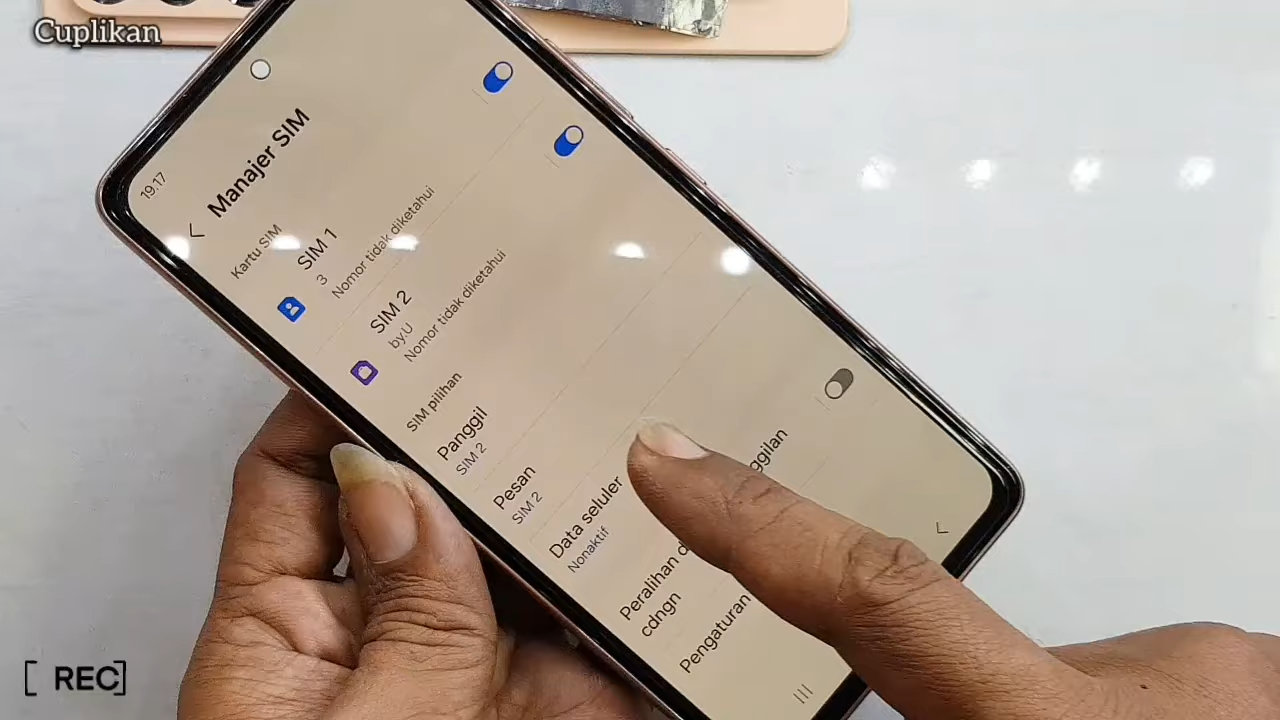 Cuplikan
19.17
Manajer SIM
Kartu SIM
SIM 1
3
Nomor tidak diketahui
SIM 2
by.U
Nomor tidak diketahui
SIM pilihan
Panggil
SIM 2
Pesan
SIM 2
Data seluler
Nonaktif
Peralihan
cdngn
Pengaturan
[ REC]